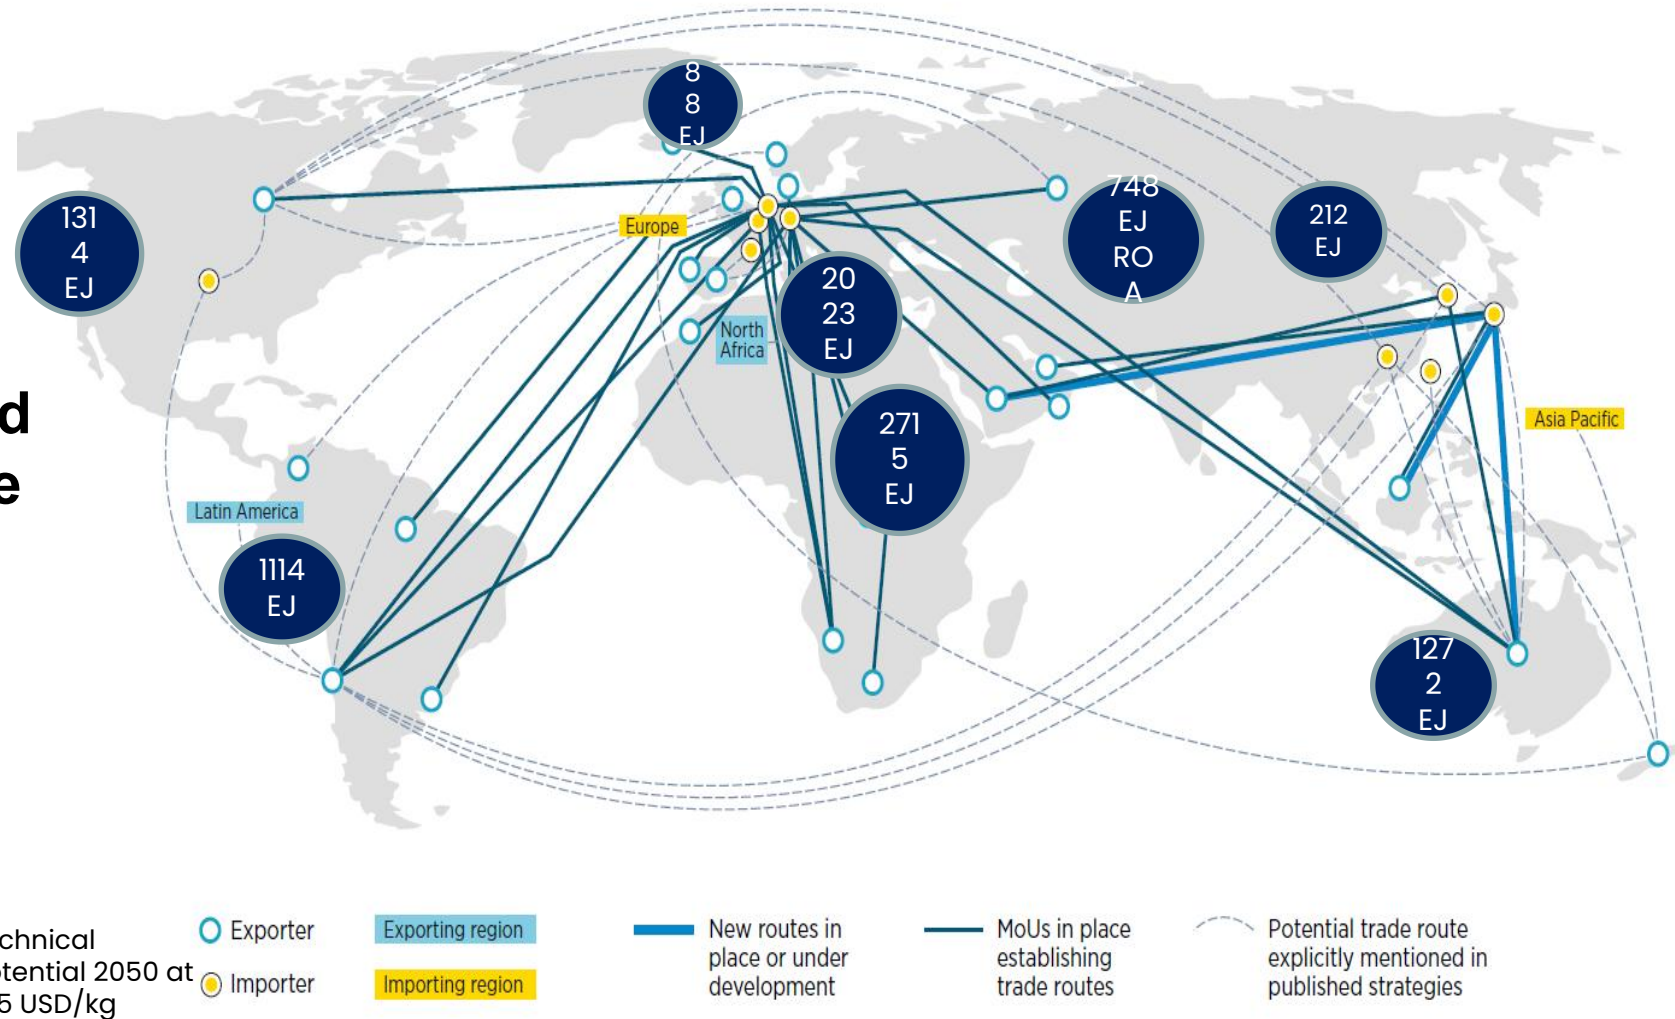 8
8
EJ
131
4
EJ
Europe
748
EJ
RO
A
212
EJ
20
23
EJ
North
Africa
271
5
EJ
Asia Pacific
Latin America
1114
EJ
127
2
EJ
Exporter
Importer
Exporting region
Importing region
New routes in
place or under
development
MoUs in place
establishing
trade routes
Potential trade route
explicitly mentioned in
published strategies
2050 at
USD/kg